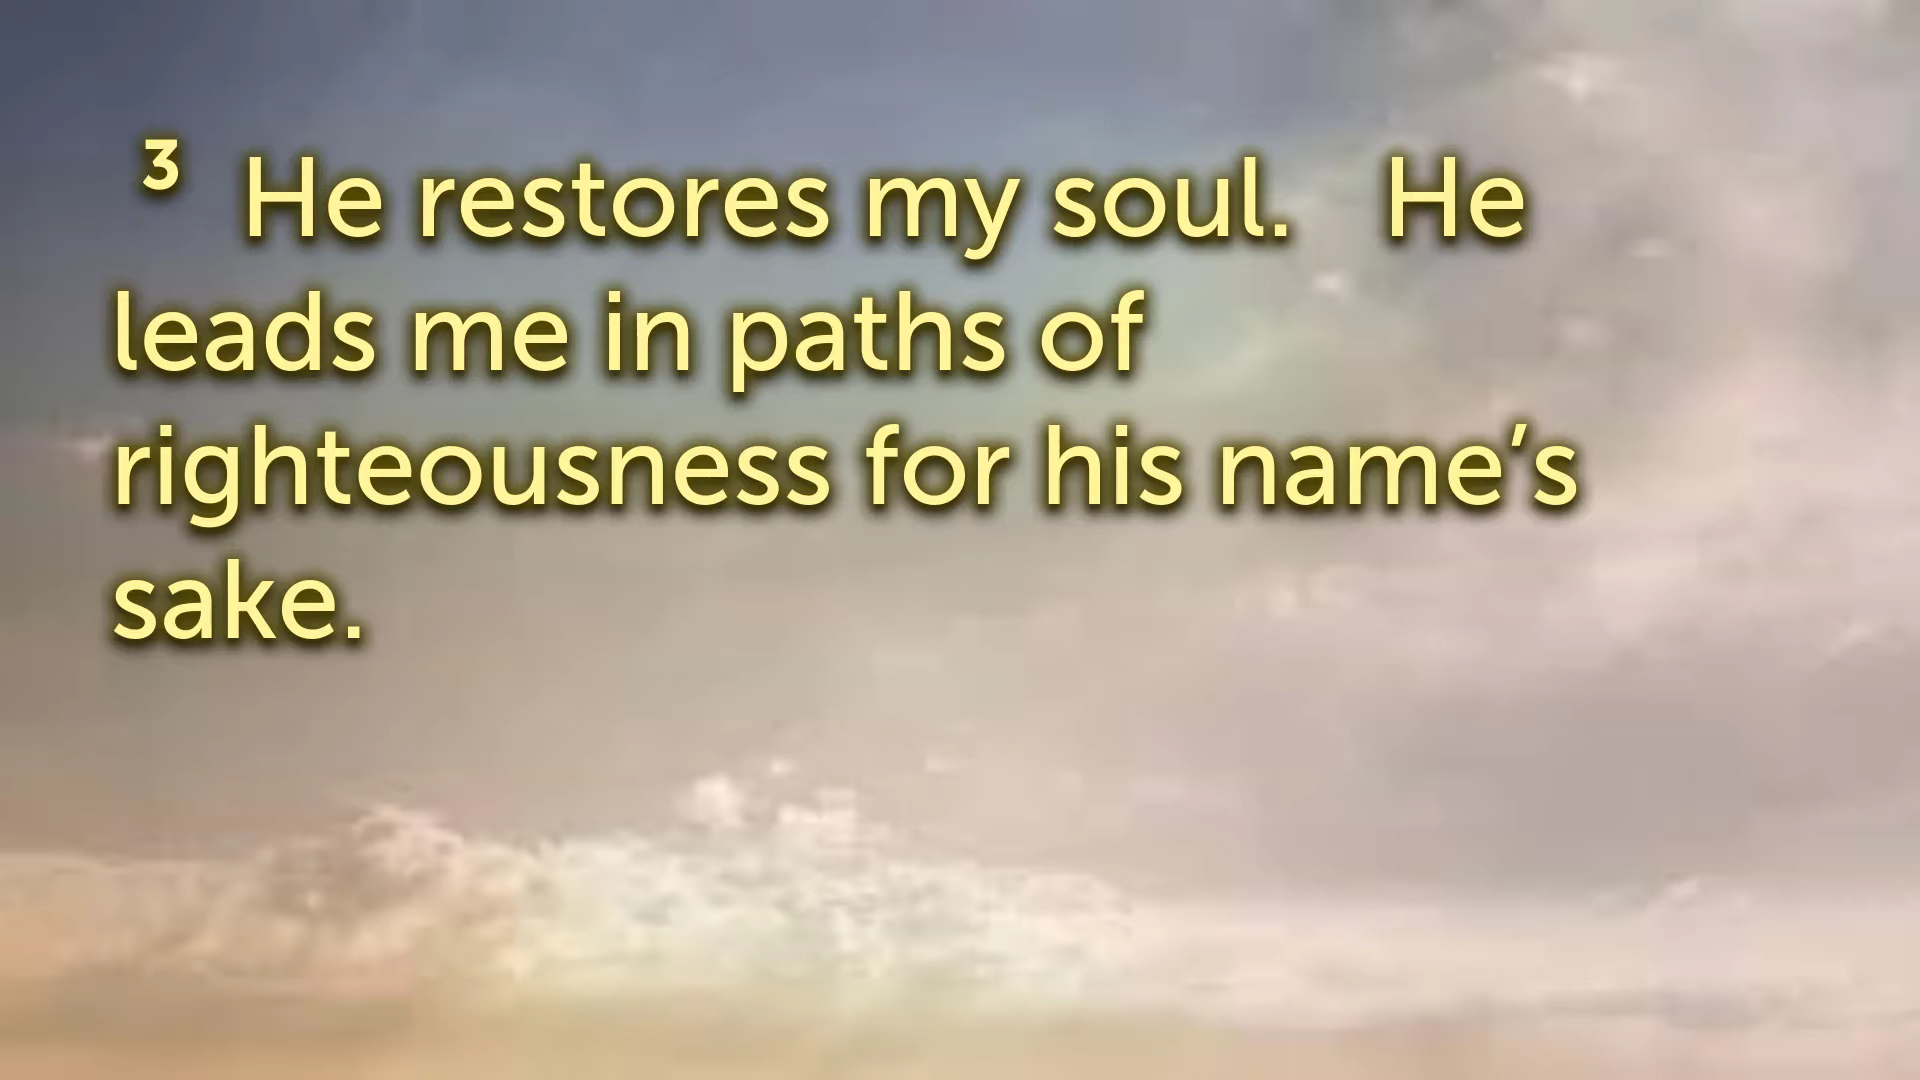 3 He restores my soul. He
leads me in paths of
righteousness for his name’s
sake.